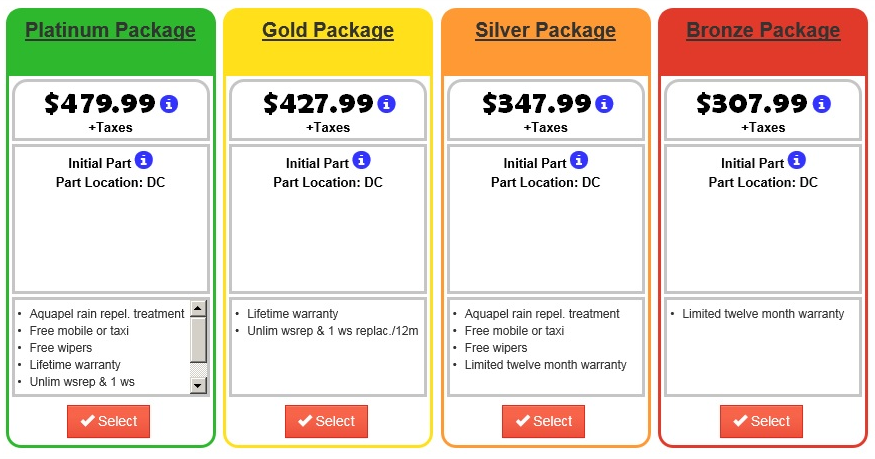 Platinum Package
$479.99
+Taxes
Initial Part
Part Location: DC
• Aquapel rain repel. treatment
• Free mobile or taxi
• Free wipers
• Lifetime warranty
• Unlim wsrep & 1 ws
Select
Gold Package
$427.99
+Taxes
Initial Part
Part Location: DC
• Lifetime warranty
• Unlim wsrep & 1 ws replac./12m
Select
Silver Package
$347.99
+Taxes
Initial Part
Part Location: DC
• Aquapel rain repel. treatment
• Free mobile or taxi
• Free wipers
• Limited twelve month warranty
Select
Bronze Package
$307.99
+Taxes
Initial Part
Part Location: DC
• Limited twelve month warranty
Select